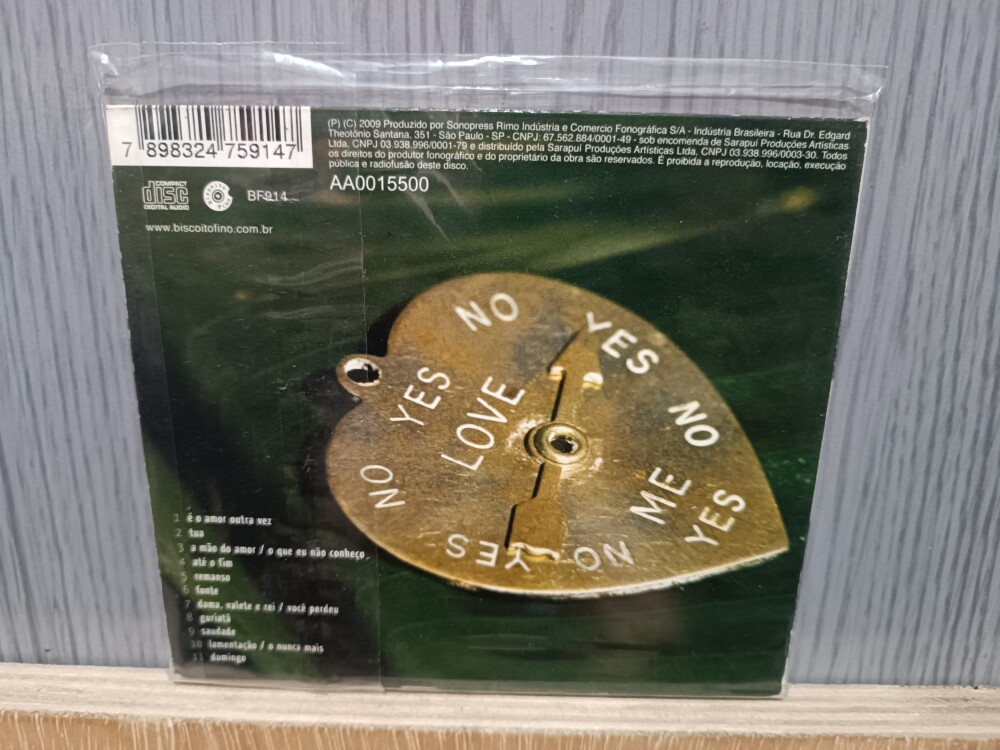 7 898324 759147
(P) (C) 2009 Produzido por Sonopress Rimo Indústria e Comercio Fonográfica S/A - Indústria Brasileira - Rua Dr. Edgard
Theotônio Santana, 351 - São Paulo - SP - CNPJ: 67.562.884/0001-49 - sob encomenda de Sarapuí Produções Artísticas
Ltda, CNPJ 03.938.996/0001-79 e distribuído pela Sarapuí Produções Artísticas Ltda, CNPJ 03.938.996/0003-30. Todos
os direitos do produtor fonográfico e do proprietário da obra são reservados. É proibida a reprodução, locação, execução
pública e radiofusão deste disco.
AA0015500
COMPACT
disc
DIGITAL AUDIO
BF914
www.biscoitofino.com.br
NO
YES
YES
LOVE
NO
NO
ME
YES
YES
NO
1 é o amor outra vez
2 tua
3 a mão do amor / o que eu não conheço
4 até o fim
5 remanso
6 fonte
7 dama, valete e rei / você perdeu
8 guriatã
9 saudade
10 lamentação / o nunca mais
11 domingo